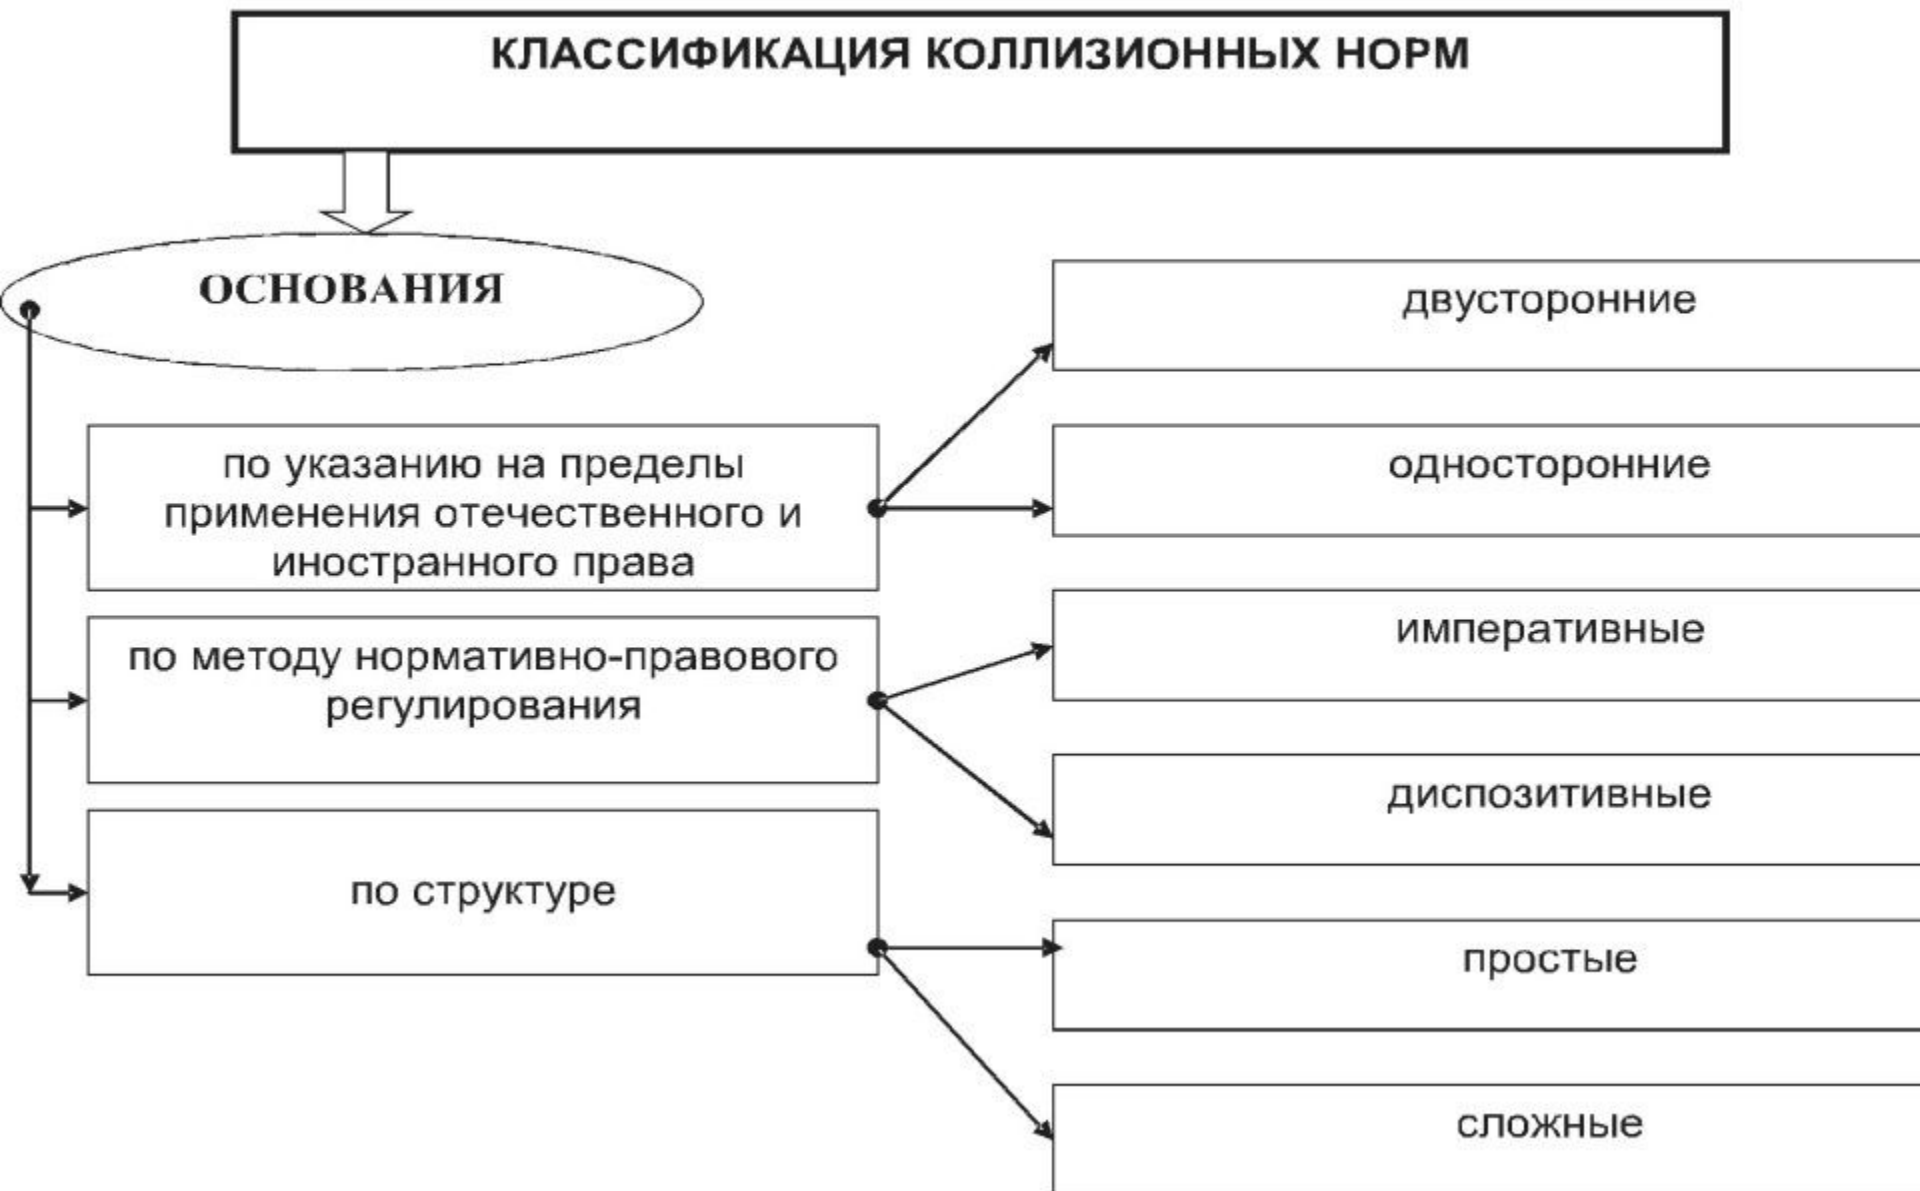 КЛАССИФИКАЦИЯ КОЛЛИЗИОННЫХ НОРМ
ОСНОВАНИЯ
по указанию на пределы
применения отечественного и
иностранного права
двусторонние
односторонние
по методу нормативно-правового
регулирования
императивные
диспозитивные
по структуре
простые
сложные